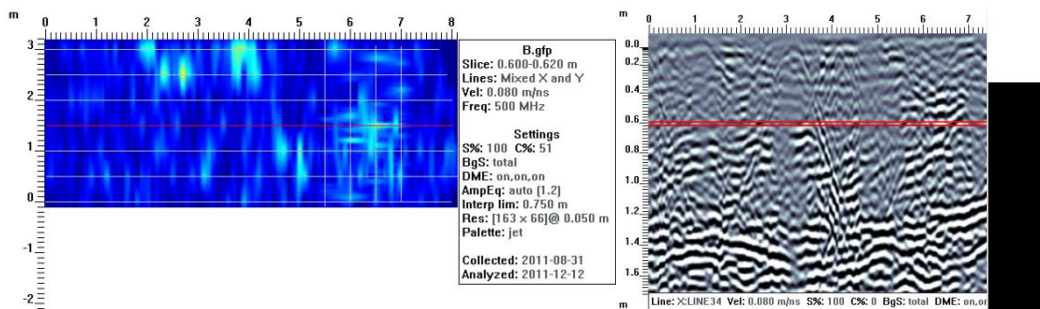 m
0 1 2 3 4 5 6 7 8
3
2
1
0
-1
-2
m
B.gfp
Slice: 0.600-0.620 m
Lines: Mixed X and Y
Vel: 0.080 m/ns
Freq: 500 MHz
Settings
S%: 100 C%: 51
BgS: total
DME: on,on,on
AmpEq: auto [1.2]
Interp lim: 0.750 m
Res: [163 x 66]@ 0.050 m
Palette: jet
Collected: 2011-08-31
Analyzed: 2011-12-12
m
0 1 2 3 4 5 6 7
0.0
0.2
0.4
0.6
0.8
1.0
1.2
1.4
1.6
m
Line: X:LINE34 Vel: 0.080 m/ns S%: 100 C%: 0 BgS: total DME: on,on